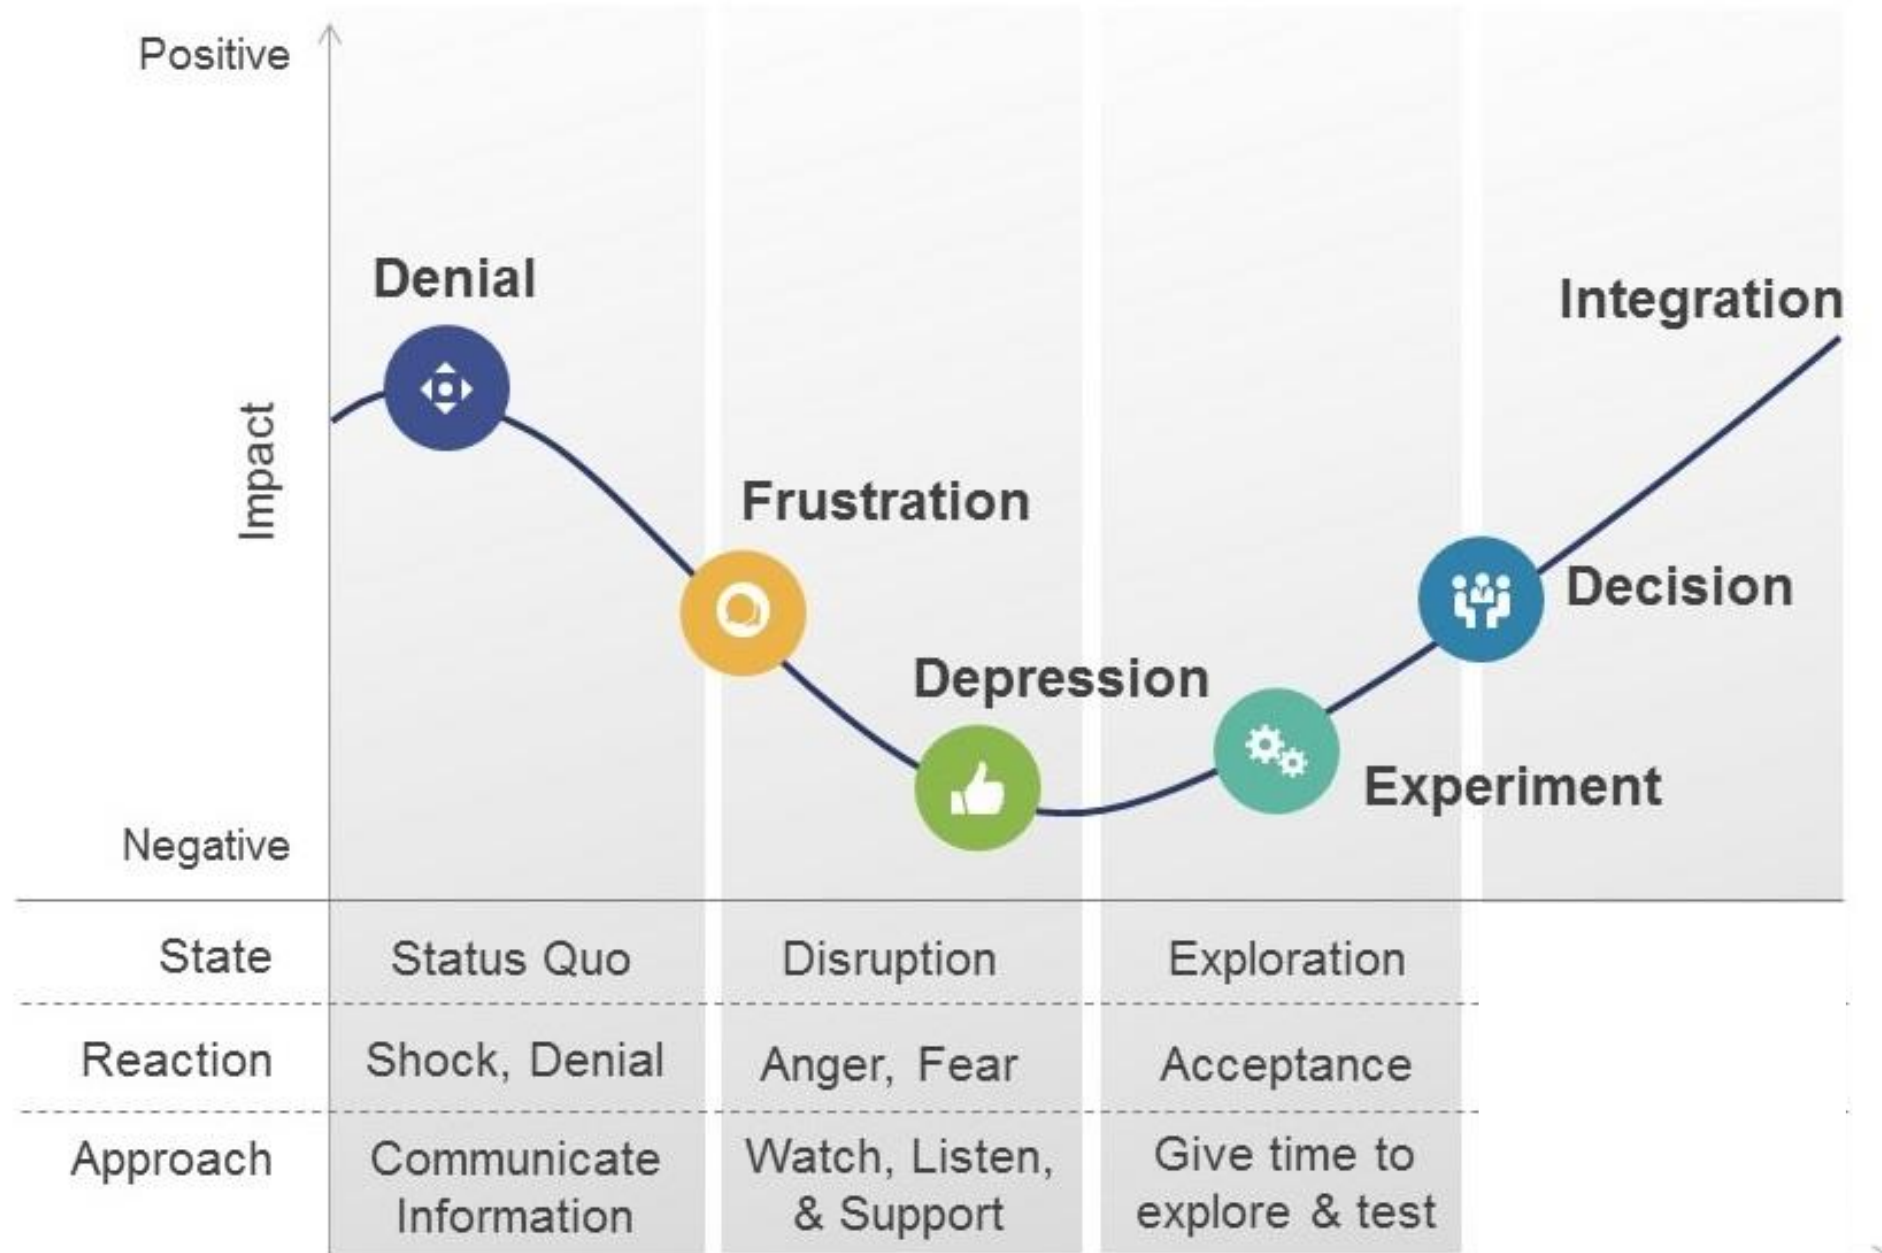 Positive
Denial
Integration
Impact
Frustration
Decision
Depression
Experiment
Negative
State
Status Quo
Disruption
Exploration
Reaction
Shock, Denial
Anger, Fear
Acceptance
Approach
Communicate
Information
Watch, Listen,
& Support
Give time to
explore & test